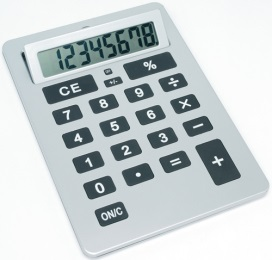 12345678
+/-
CE %
7 8 9 ÷
4 5 6 ×
1 2 3 −
0 • = +
ON/C